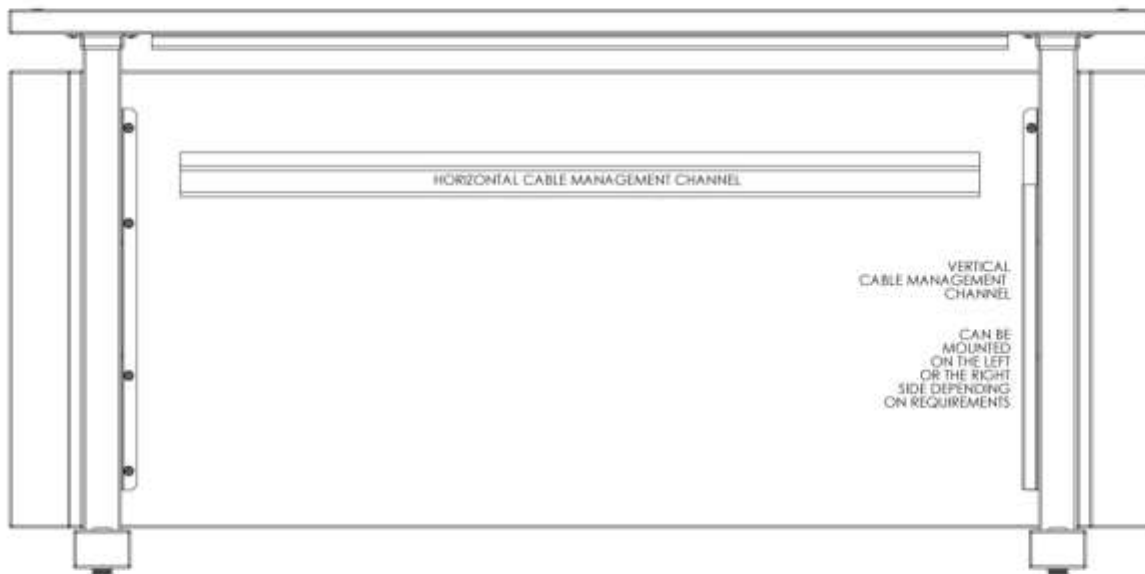 HORIZONTAL CABLE MANAGEMENT CHANNEL
VERTICAL
CABLE MANAGEMENT
CHANNEL
CAN BE
MOUNTED
ON THE LEFT
OR THE RIGHT
SIDE DEPENDING
ON REQUIREMENTS